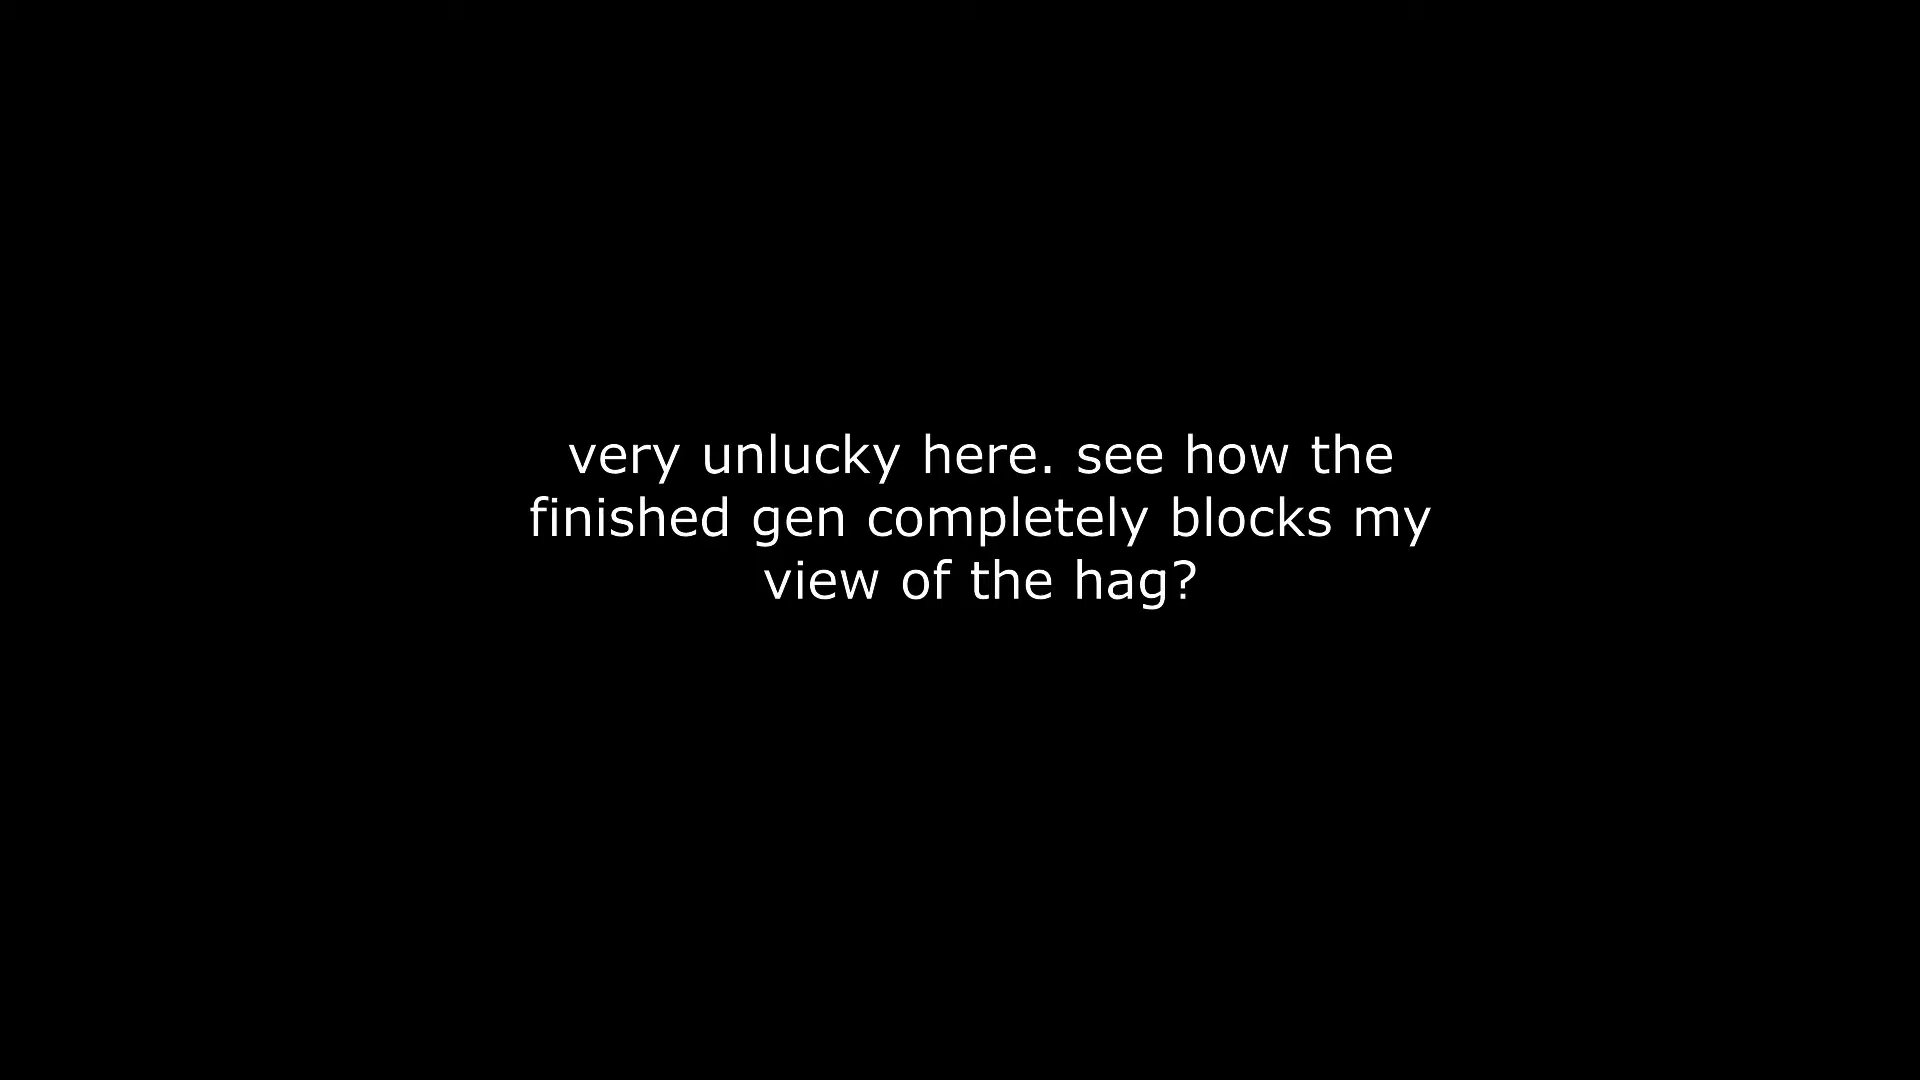 very unlucky here. see how the
finished gen completely blocks my
view of the hag?